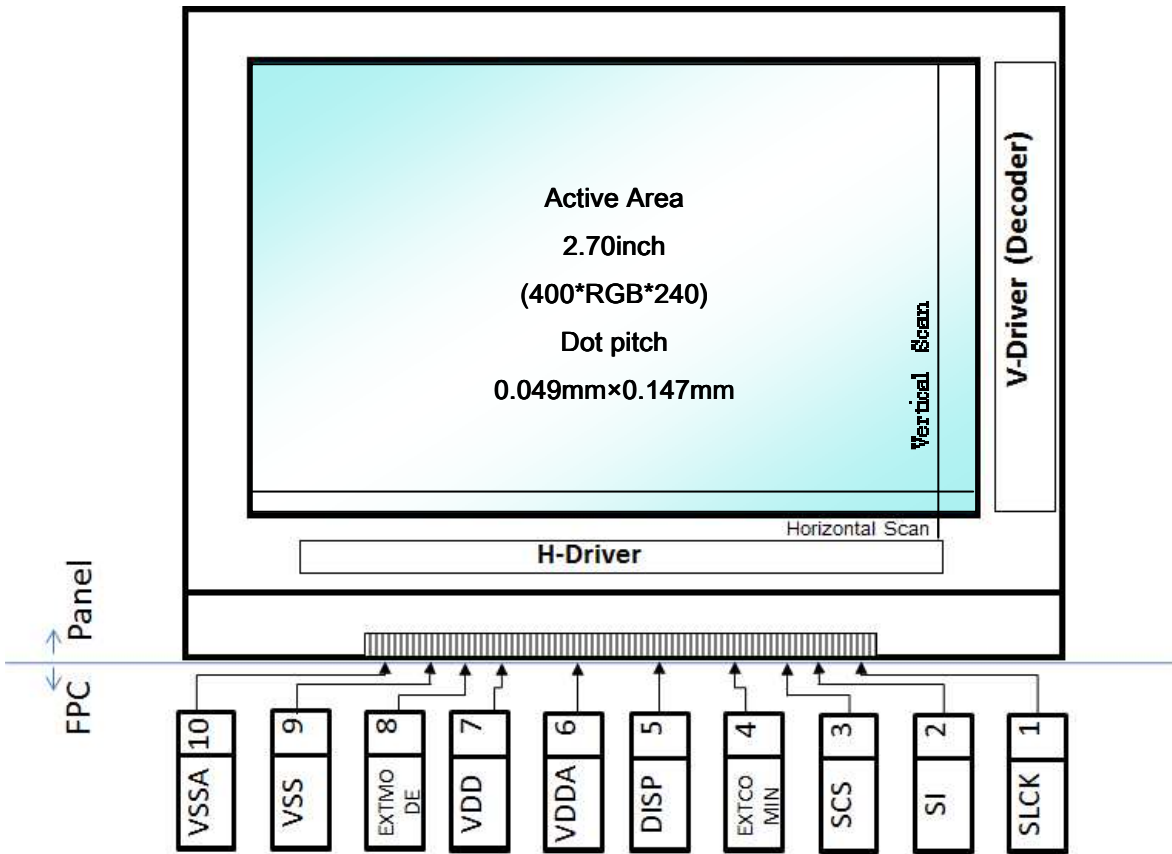 Active Area
2.70inch
(400*RGB*240)
Dot pitch
0.049mm×0.147mm
Vertical Scan
V-Driver (Decoder)
Horizontal Scan
H-Driver
Panel
FPC
10
VSSA
9
VSS
8
EXTMO
DE
7
VDD
6
VDDA
5
DISP
4
EXTCO
MIN
3
SCS
2
SI
1
SLCK